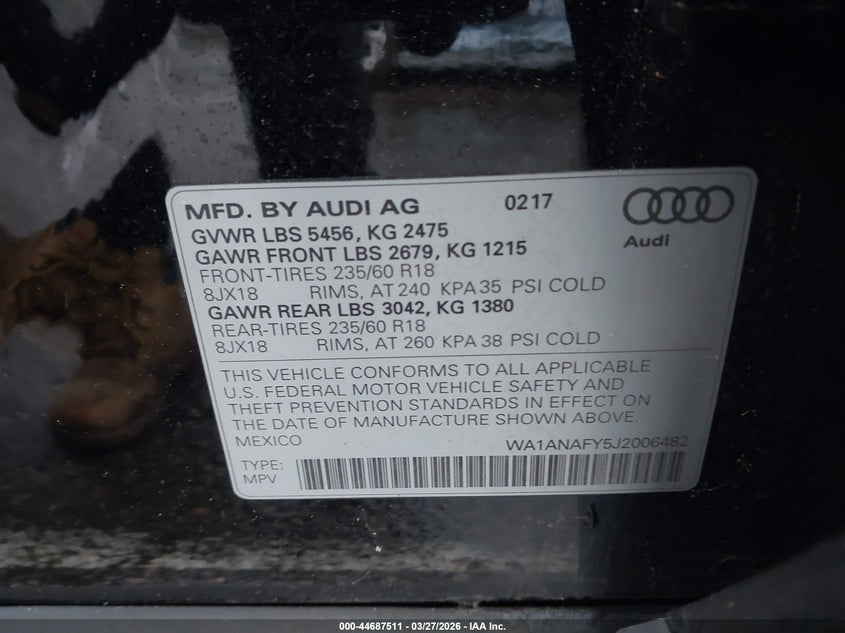 MFD. BY AUDI AG 0217
GVWR LBS 5456, KG 2475
GAWR FRONT LBS 2679, KG 1215
FRONT-TIRES 235/60 R18
8JX18 RIMS, AT 240 KPA 35 PSI COLD
GAWR REAR LBS 3042, KG 1380
REAR-TIRES 235/60 R18
8JX18 RIMS, AT 260 KPA 38 PSI COLD
Audi
THIS VEHICLE CONFORMS TO ALL APPLICABLE
U.S. FEDERAL MOTOR VEHICLE SAFETY AND
THEFT PREVENTION STANDARDS IN EFFECT ON
THE DATE OF MANUFACTURE SHOWN ABOVE.
MEXICO WA1ANAFY5J2006482
TYPE:
MPV
000-44687511 — 03/27/2026 - IAA Inc.